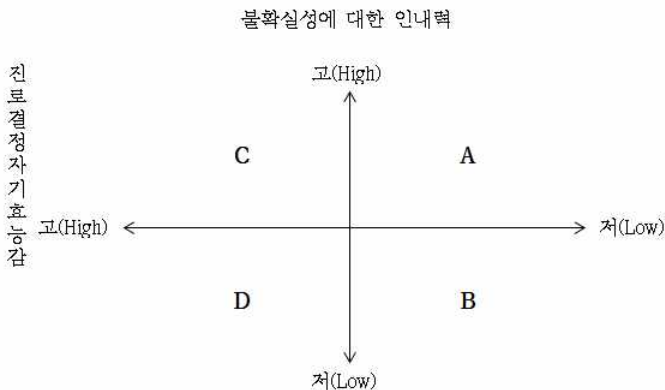 불확실성에 대한 인내력
진로결정자기효능감
고(High)
C
A
고(High)
저(Low)
D
B
저(Low)